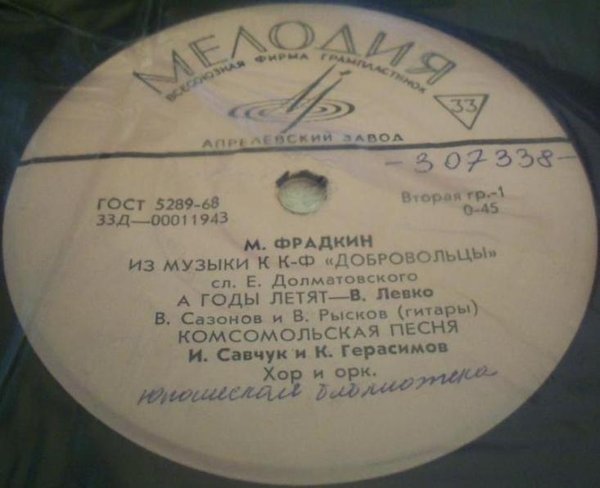 МЕЛОДИЯ
ВСЕСОЮЗНАЯ ФИРМА ГРАМПЛАСТИНОК
33
АПРЕЛЕВСКИЙ ЗАВОД
-307338-
ГОСТ 5289-68
33Д—00011943
Вторая гр.-1
0-45
М. ФРАДКИН
ИЗ МУЗЫКИ К К-Ф «ДОБРОВОЛЬЦЫ»
сл. Е. Долматовского
А ГОДЫ ЛЕТЯТ—В. Левко
В. Сазонов и В. Рысков (гитары)
КОМСОМОЛЬСКАЯ ПЕСНЯ
И. Савчук и К. Герасимов
Хор и орк.
юношеская библиотека